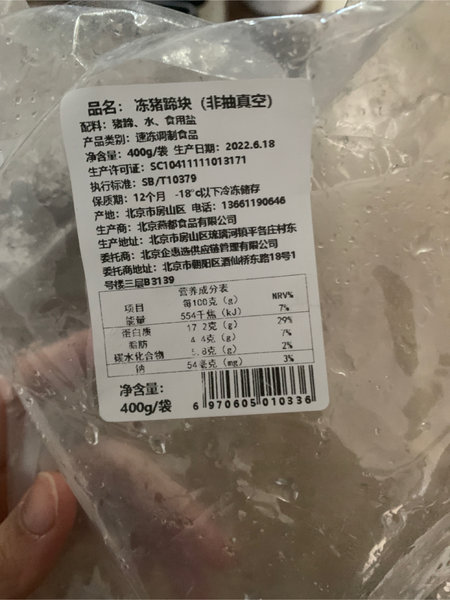 品名： 冻猪蹄块（非抽真空）
配料： 猪蹄、水、食用盐
产品类别： 速冻调制食品
净含量： 400g/袋 生产日期： 2022.6.18
生产许可证： SC10411111013171
执行标准： SB/T10379
保质期： 12个月 -18℃以下冷冻储存
产地： 北京市房山区 电话： 13661190646
生产商： 北京燕都食品有限公司
生产地址： 北京市房山区琉璃河镇平各庄村东
委托商： 北京企惠选供应链管理有限公司
委托商地址： 北京市朝阳区酒仙桥东路18号1
号楼三层B3139
营养成分表
项目 每100克（g） NRV%
能量 554千焦（kJ） 7%
蛋白质 17.2克（g） 29%
脂肪 4.4克（g） 7%
碳水化合物 5.8克（g） 2%
钠 54毫克（mg） 3%
净含量：
400g/袋
6 970605 010336